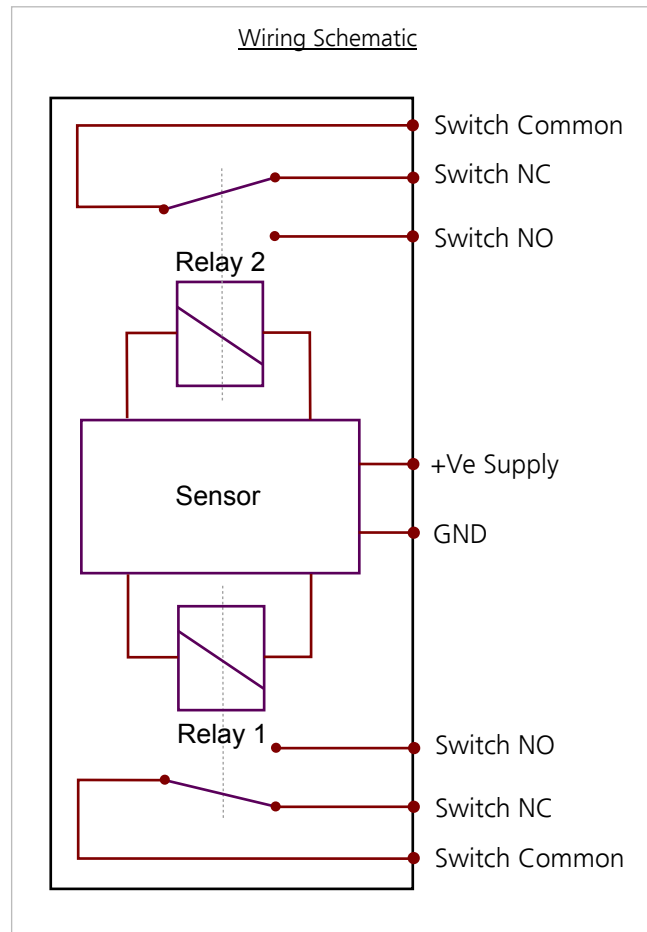 Wiring Schematic
Switch Common
Switch NC
Switch NO
Relay 2
+Ve Supply
Sensor
GND
Relay 1
Switch NO
Switch NC
Switch Common